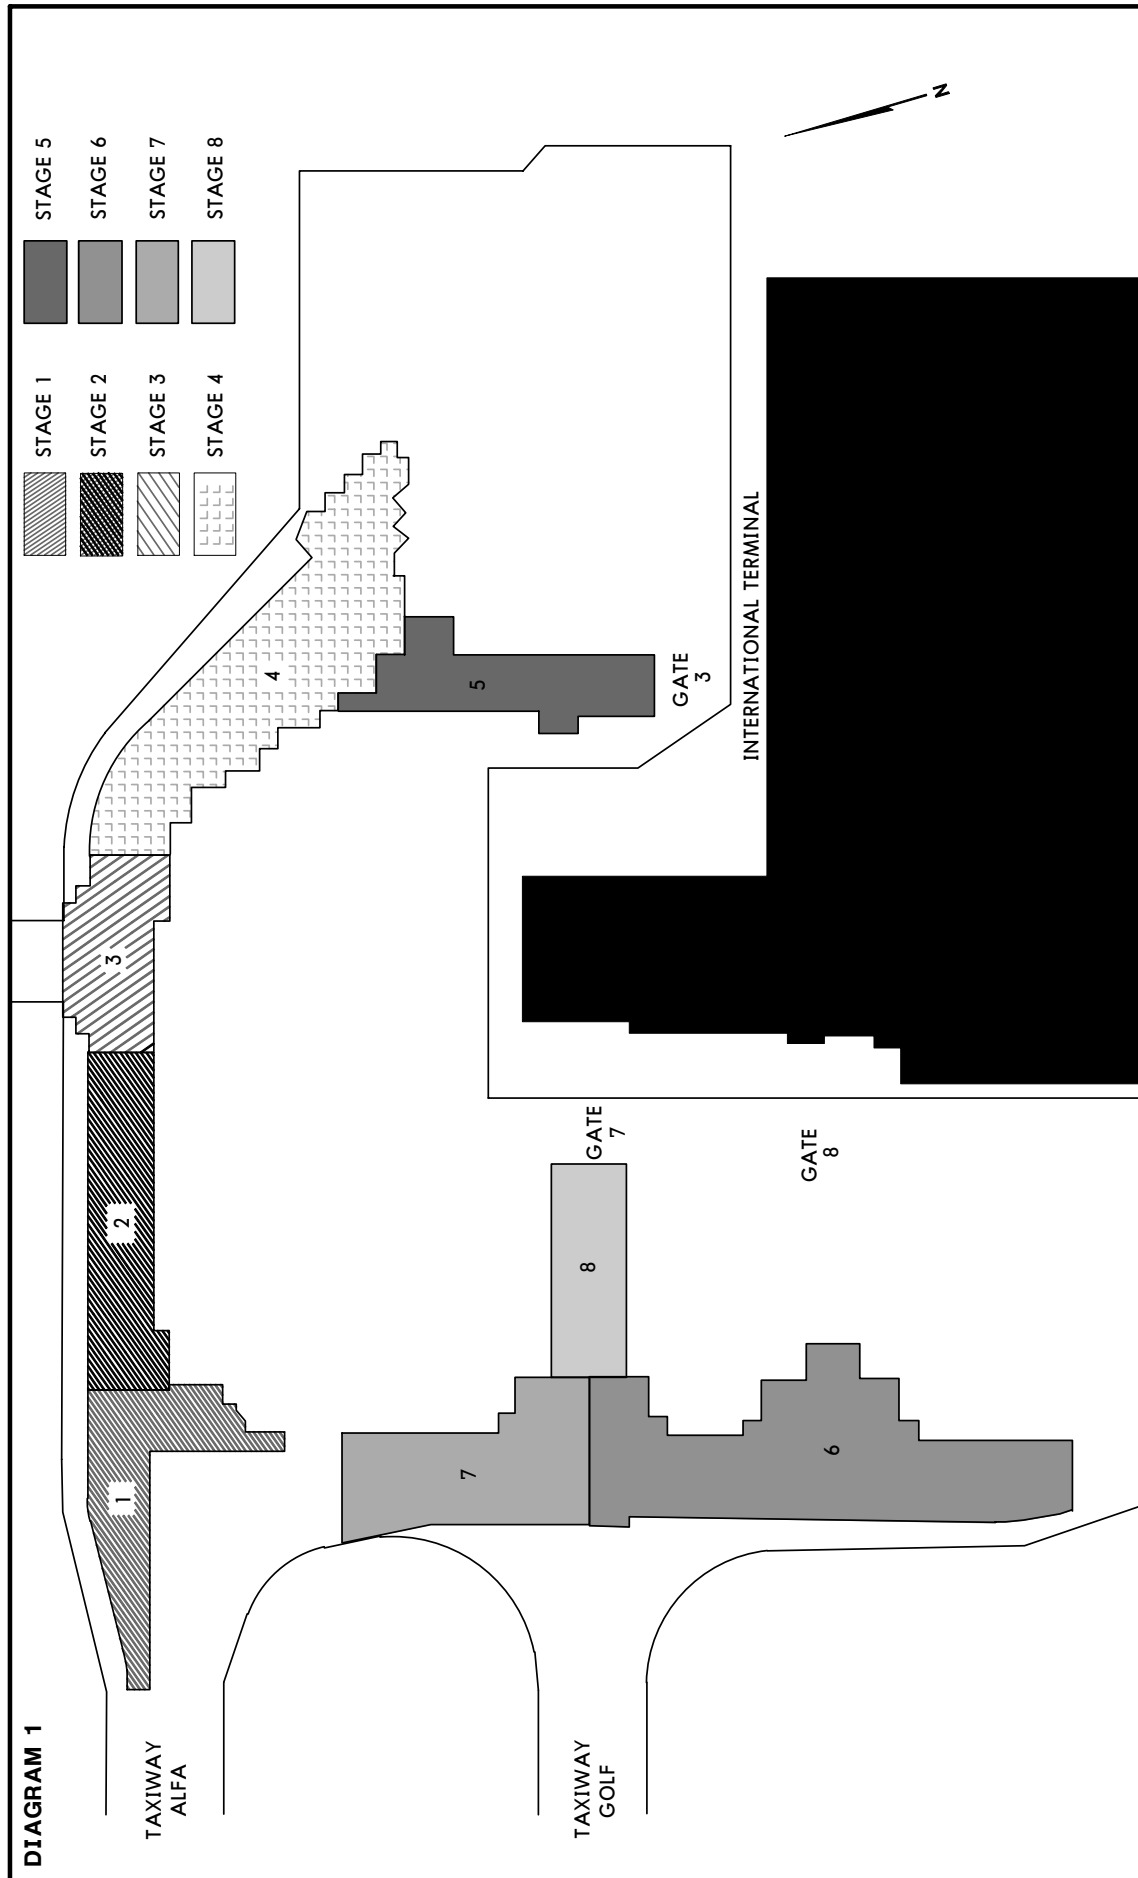 DIAGRAM 1
STAGE 1
STAGE 2
STAGE 3
STAGE 4
STAGE 5
STAGE 6
STAGE 7
STAGE 8
N
1
2
3
4
5
6
7
8
TAXIWAY
ALFA
TAXIWAY
GOLF
GATE
7
GATE
8
GATE
3
INTERNATIONAL TERMINAL